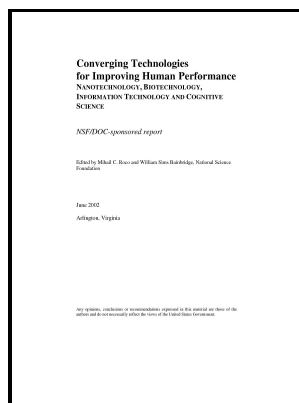 Converging Technologies
for Improving Human Performance
NANOTECHNOLOGY, BIOTECHNOLOGY,
INFORMATION TECHNOLOGY AND COGNITIVE
SCIENCE
NSF/DOC-sponsored report
Edited by Mihail C. Roco and William Sims Bainbridge, National Science
Foundation
June 2002
Arlington, Virginia
Any opinions, conclusions or recommendations expressed in this material are those of the
authors and do not necessarily reflect the views of the United States Government.